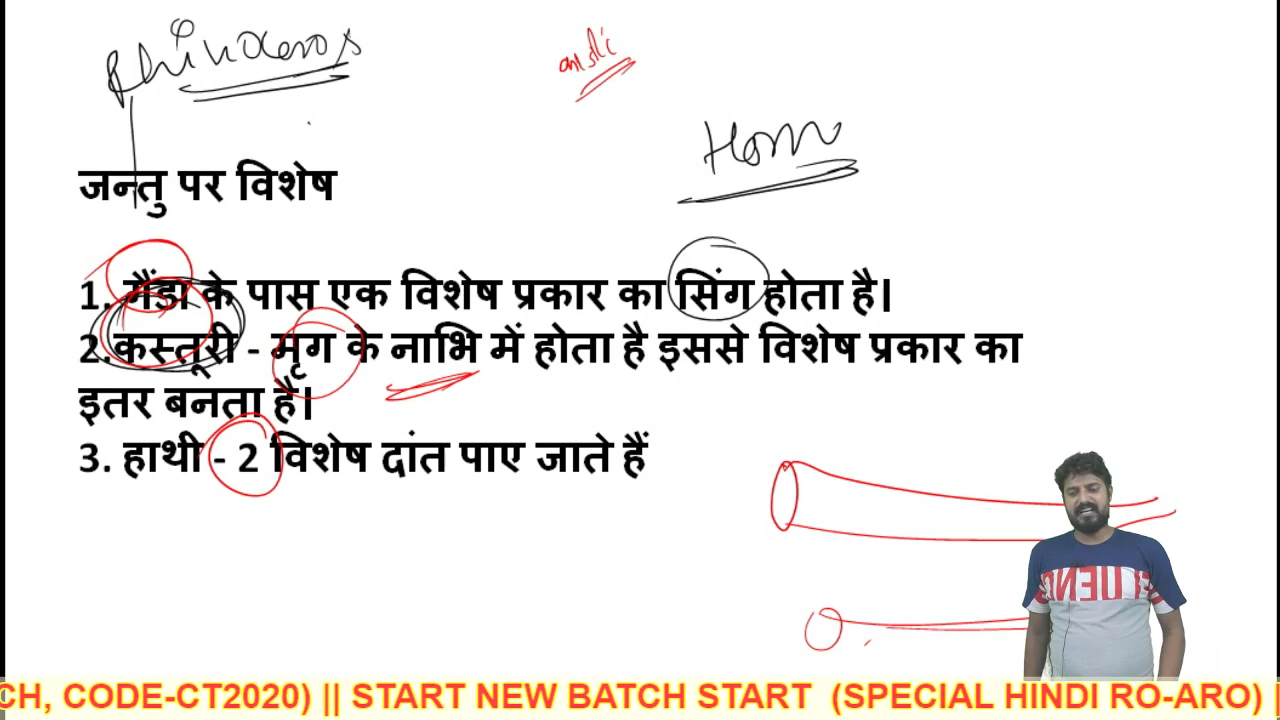 Rhinoceros
Horn
जन्तु पर विशेष
1. गैंडा के पास एक विशेष प्रकार का सिंग होता है।
2.कस्तूरी - मृग के नाभि में होता है इससे विशेष प्रकार का
इतर बनता है।
3. हाथी - 2 विशेष दांत पाए जाते हैं
CH, CODE-CT2020) || START NEW BATCH START (SPECIAL HINDI RO-ARO) ||